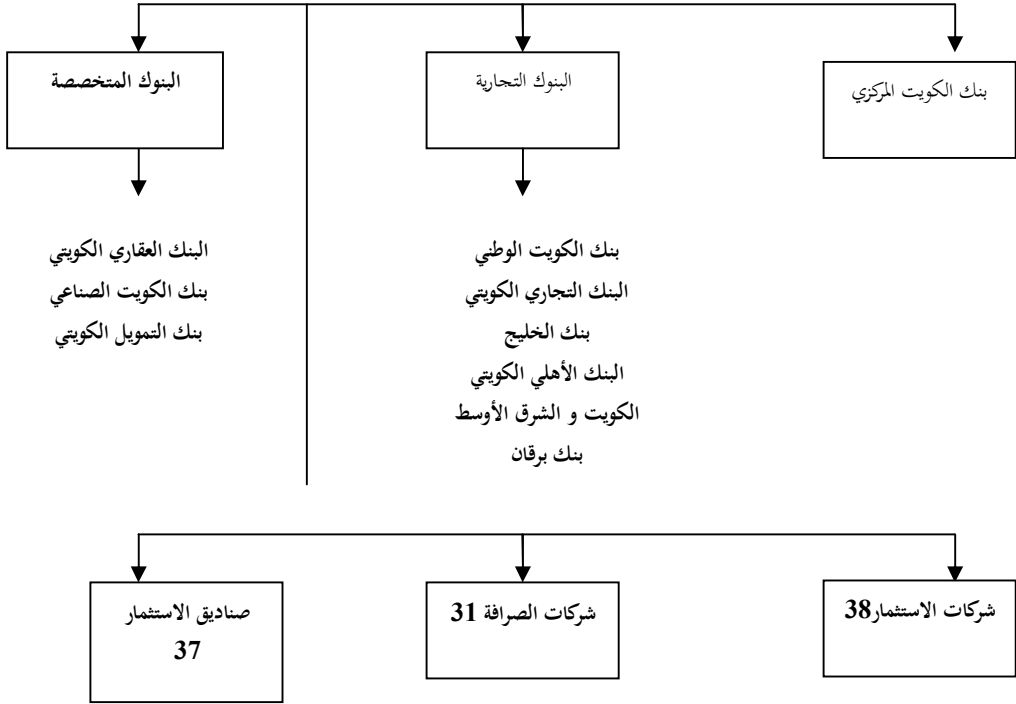 بنك الكويت المركزي
البنوك التجارية
البنوك المتخصصة
بنك الكويت الوطني
البنك التجاري الكويتي
بنك الخليج
البنك الأهلي الكويتي
الكويت و الشرق الأوسط
بنك برقان
البنك العقاري الكويتي
بنك الكويت الصناعي
بنك التمويل الكويتي
شركات الاستثمار38
شركات الصرافة 31
صناديق الاستثمار
37